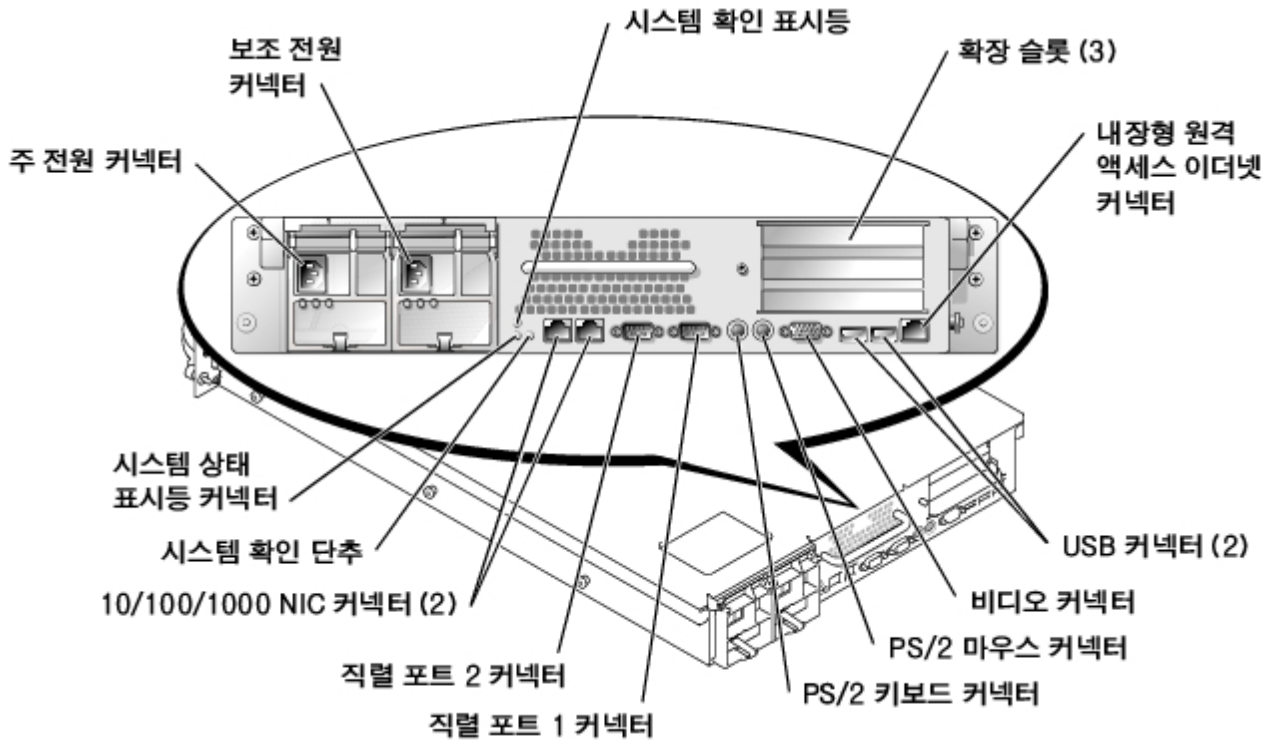 시스템 확인 표시등
보조 전원
커넥터
확장 슬롯 (3)
내장형 원격
액세스 이더넷
커넥터
주 전원 커넥터
시스템 상태
표시등 커넥터
시스템 확인 단추
10/100/1000 NIC 커넥터 (2)
직렬 포트 2 커넥터
직렬 포트 1 커넥터
USB 커넥터 (2)
비디오 커넥터
PS/2 마우스 커넥터
PS/2 키보드 커넥터